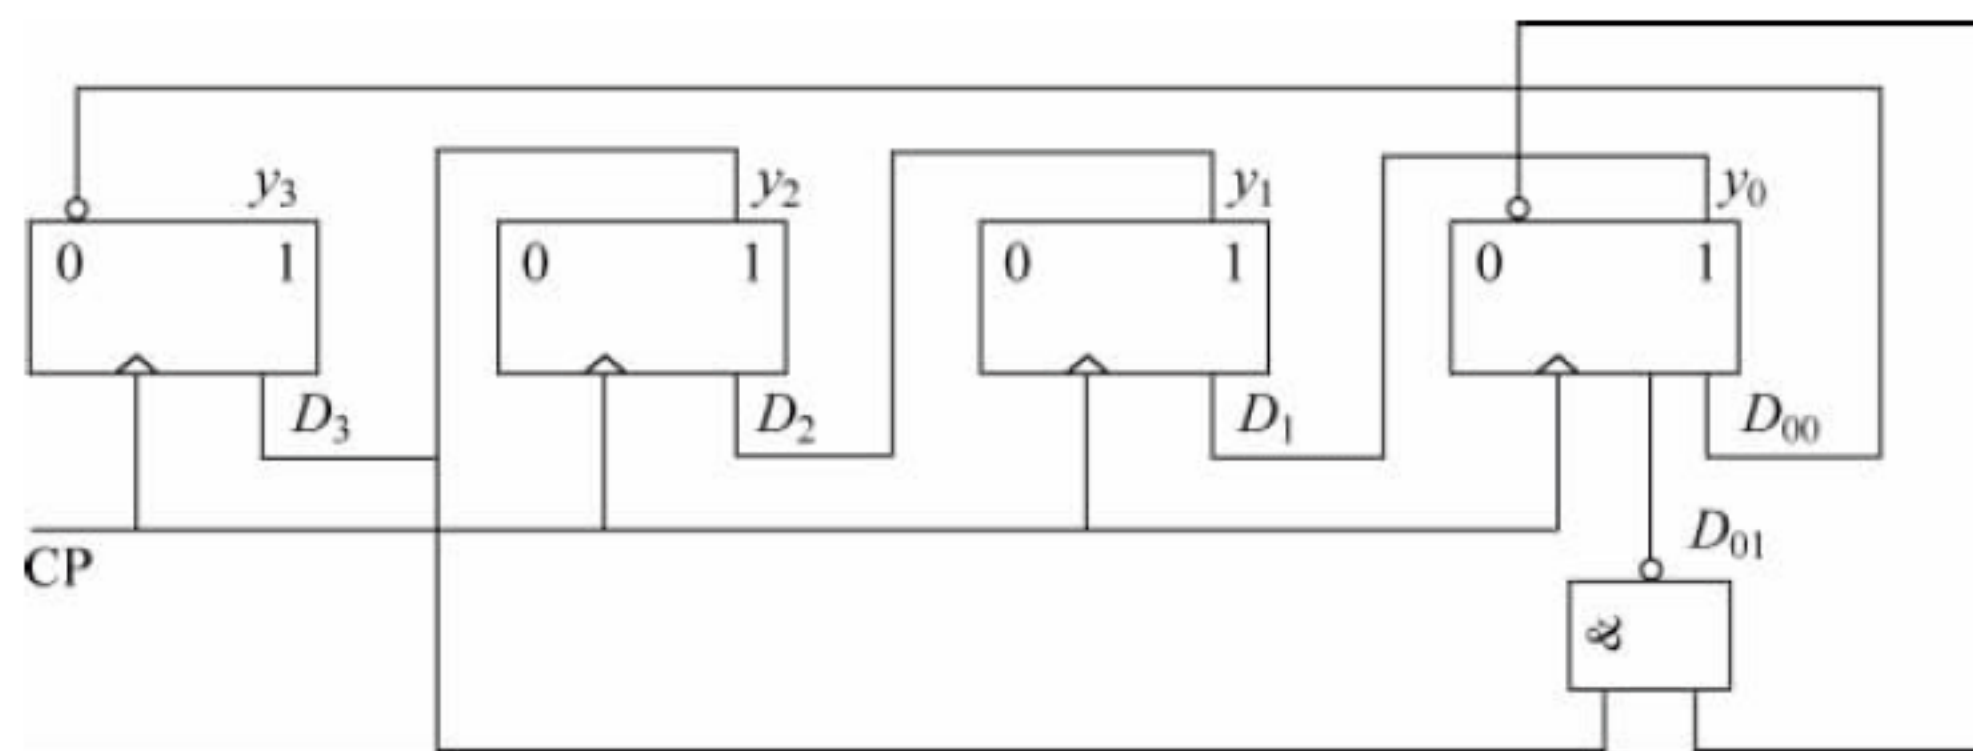 y₃ y₂ y₁ y₀
0 1 0 1 0 1 0 1
D₃ D₂ D₁ D₀₀
D₀₁
CP
&